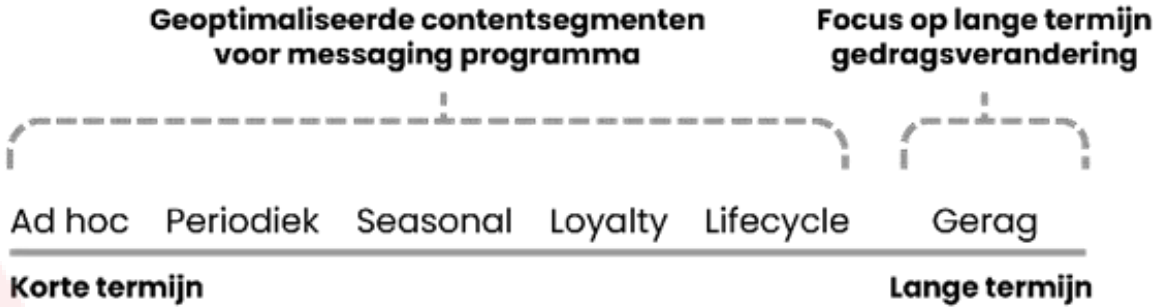 Geoptimaliseerde contentsegmenten
voor messaging programma
Focus op lange termijn
gedragsverandering
Ad hoc Periodiek Seasonal Loyalty Lifecycle Gerag
Korte termijn Lange termijn